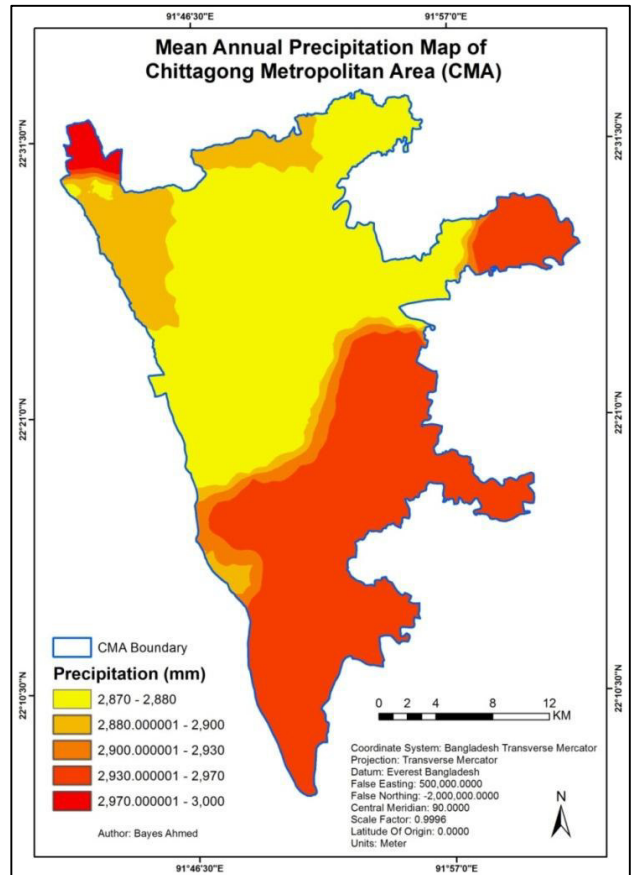 91°46'30"E
91°57'0"E
Mean Annual Precipitation Map of
Chittagong Metropolitan Area (CMA)
22°31'30"N
22°31'30"N
22°21'0"N
22°21'0"N
22°10'30"N
22°10'30"N
CMA Boundary
Precipitation (mm)
2,870 - 2,880
2,880.000001 - 2,900
2,900.000001 - 2,930
2,930.000001 - 2,970
2,970.000001 - 3,000
Author: Bayes Ahmed
0 2 4 8 12
KM
Coordinate System: Bangladesh Transverse Mercator
Projection: Transverse Mercator
Datum: Everest Bangladesh
False Easting: 500,000.0000
False Northing: -2,000,000.0000
Central Meridian: 90.0000
Scale Factor: 0.9996
Latitude Of Origin: 0.0000
Units: Meter
N
91°46'30"E
91°57'0"E